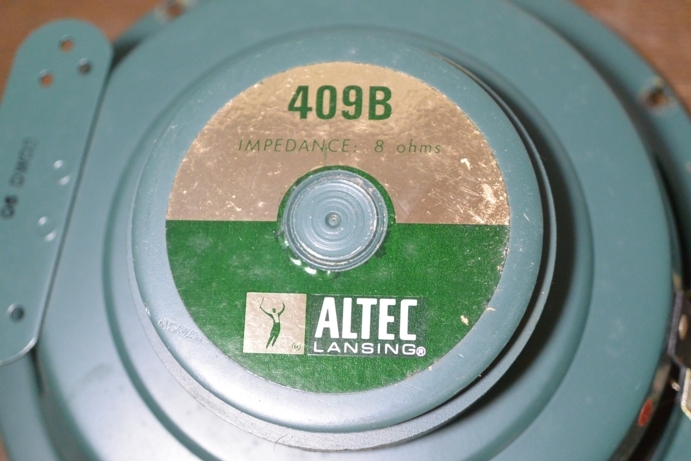 409B
IMPEDANCE: 8 ohms
ALTEC
LANSING®